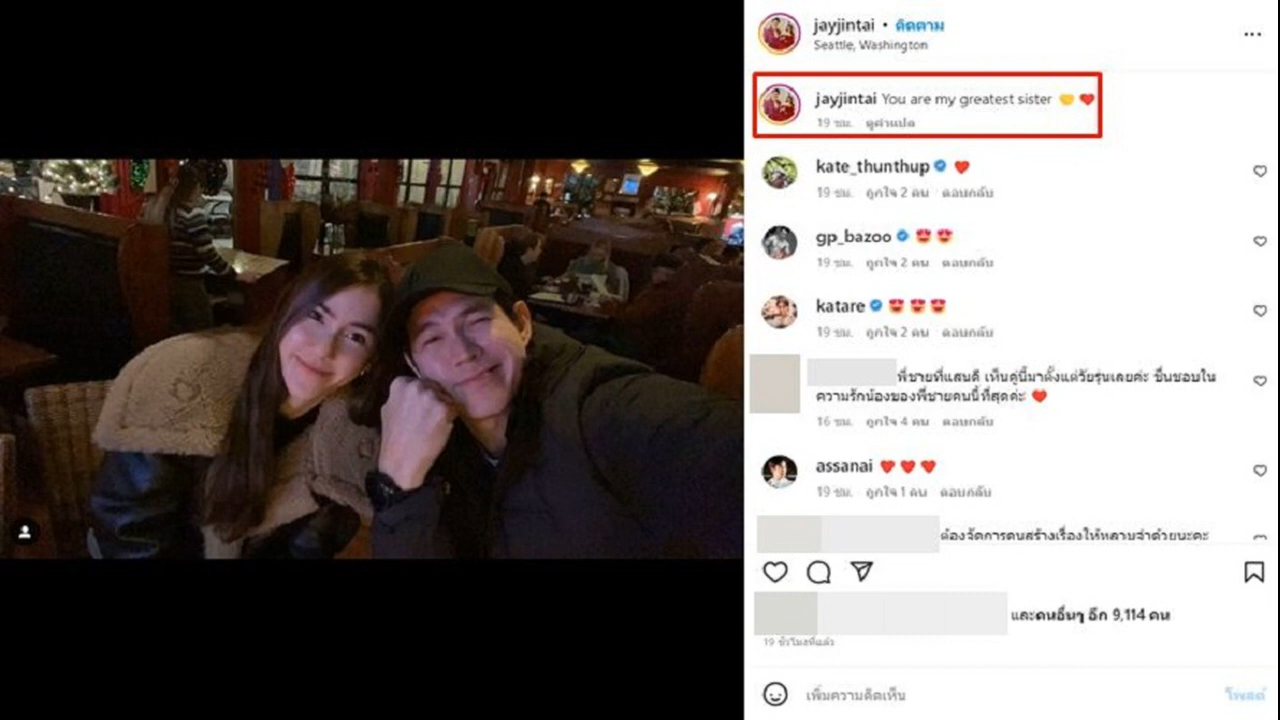 jayjintai • ติดตาม
Seattle, Washington
jayjintai You are my greatest sister 🤝 ❤️
19 ชม. ดูคำแปล
kate_thunthup ❤️
19 ชม. ถูกใจ 2 คน ตอบกลับ
gp_bazoo 😍 😍
19 ชม. ถูกใจ 2 คน ตอบกลับ
katare 😍 😍 😍
19 ชม. ถูกใจ 2 คน ตอบกลับ
พี่ชายที่แสนดี เห็นคู่นี้มาตั้งแต่วัยรุ่นเลยค่ะ ชื่นชอบใน
ความรักน้องของพี่ชายคนนี้ที่สุดค่ะ ❤️
16 ชม. ถูกใจ 4 คน ตอบกลับ
assanai ❤️ ❤️ ❤️
19 ชม. ถูกใจ 1 คน ตอบกลับ
ต้องจัดการคนสร้างเรื่องให้หลาบจำด้วยนะคะ
และคนอื่นๆ อีก 9,114 คน
19 ชั่วโมงที่แล้ว
เพิ่มความคิดเห็น
โพสต์